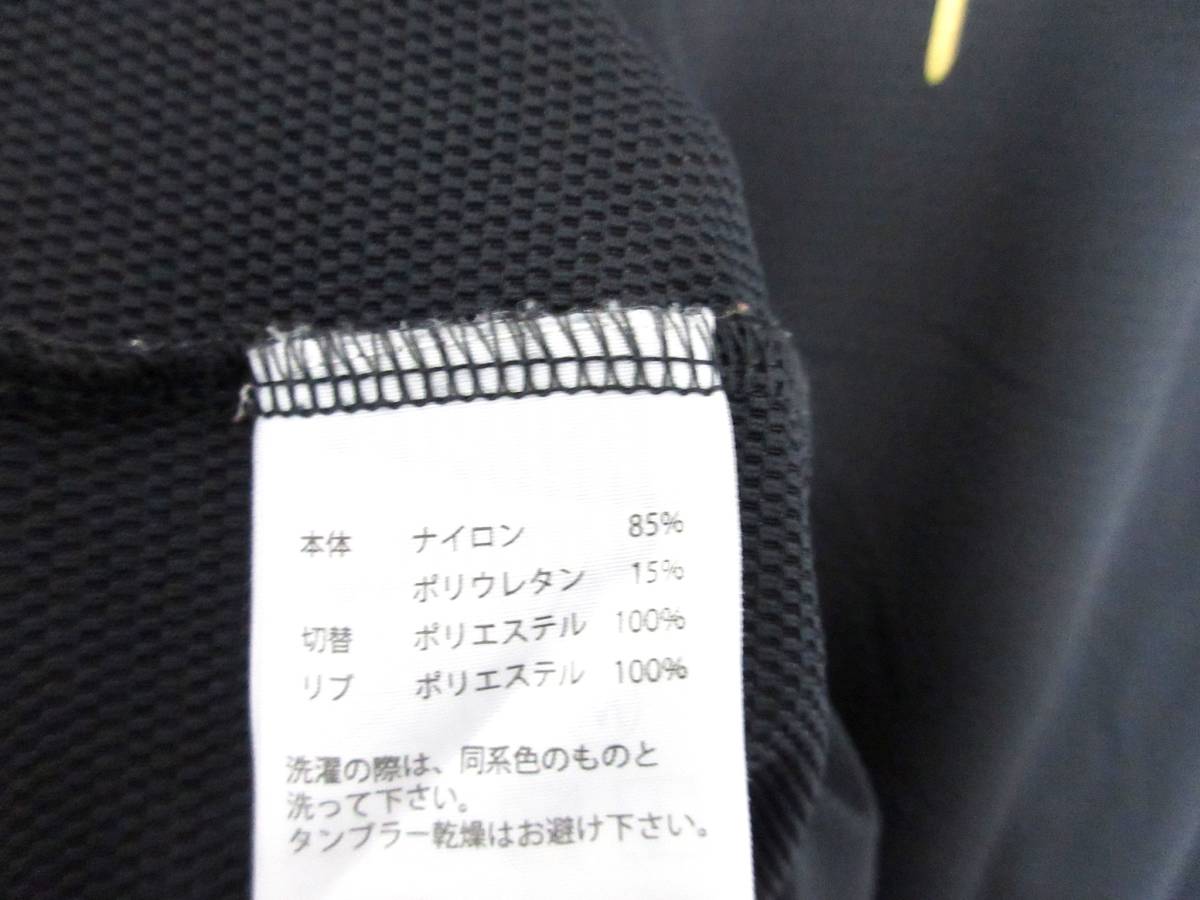 本体 ナイロン 85%
ポリウレタン 15%
切替 ポリエステル 100%
リブ ポリエステル 100%
洗濯の際は、同系色のものと
洗って下さい。
タンブラー乾燥はお避け下さい。